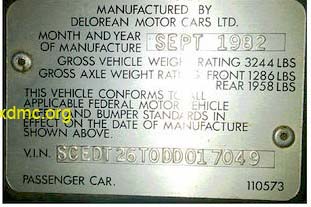 MANUFACTURED BY
DELOREAN MOTOR CARS LTD.
MONTH AND YEAR
OF MANUFACTURE SEPT 1982
GROSS VEHICLE WEIGHT RATING 3244 LBS
GROSS AXLE WEIGHT RATING FRONT 1286 LBS
REAR 1958 LBS
THIS VEHICLE CONFORMS TO ALL
APPLICABLE FEDERAL MOTOR VEHICLE
AND BUMPER STANDARDS IN
EFFECT ON THE DATE OF MANUFACTURE
SHOWN ABOVE.
xdmc.org
V.I.N. SCEDT26T0DD017049
PASSENGER CAR. 110573